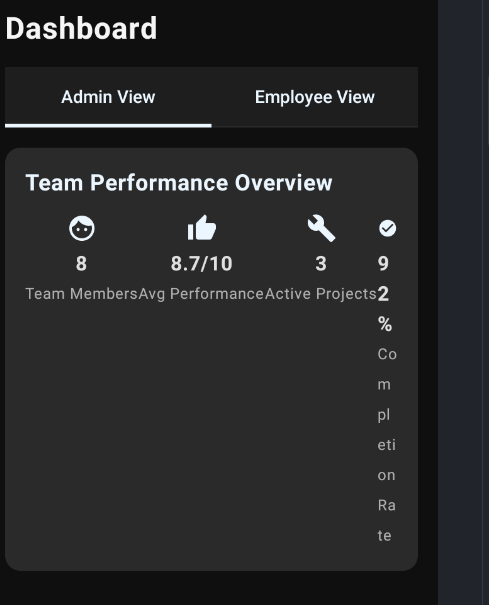 Dashboard
Admin View
Employee View
Team Performance Overview
8
Team Members
8.7/10
Avg Performance
3
Active Projects
9
2
%
Co
m
pl
eti
on
Ra
te